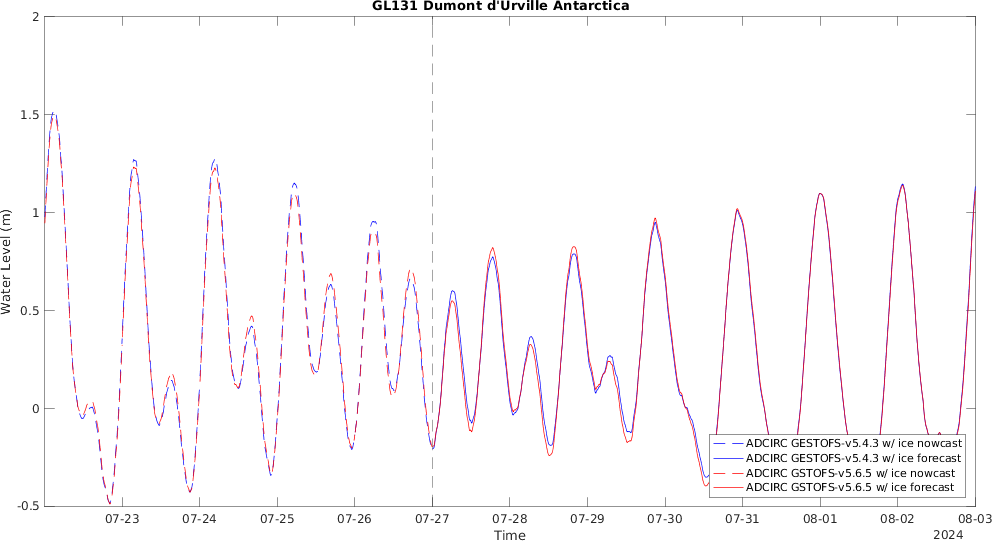 GL131 Dumont d'Urville Antarctica
2
1.5
1
0.5
0
-0.5
Water Level (m)
07-23
07-24
07-25
07-26
07-27
07-28
07-29
07-30
07-31
08-01
08-02
08-03
Time
2024
ADCIRC GESTOFS-v5.4.3 w/ ice nowcast
ADCIRC GESTOFS-v5.4.3 w/ ice forecast
ADCIRC GSTOFS-v5.6.5 w/ ice nowcast
ADCIRC GSTOFS-v5.6.5 w/ ice forecast